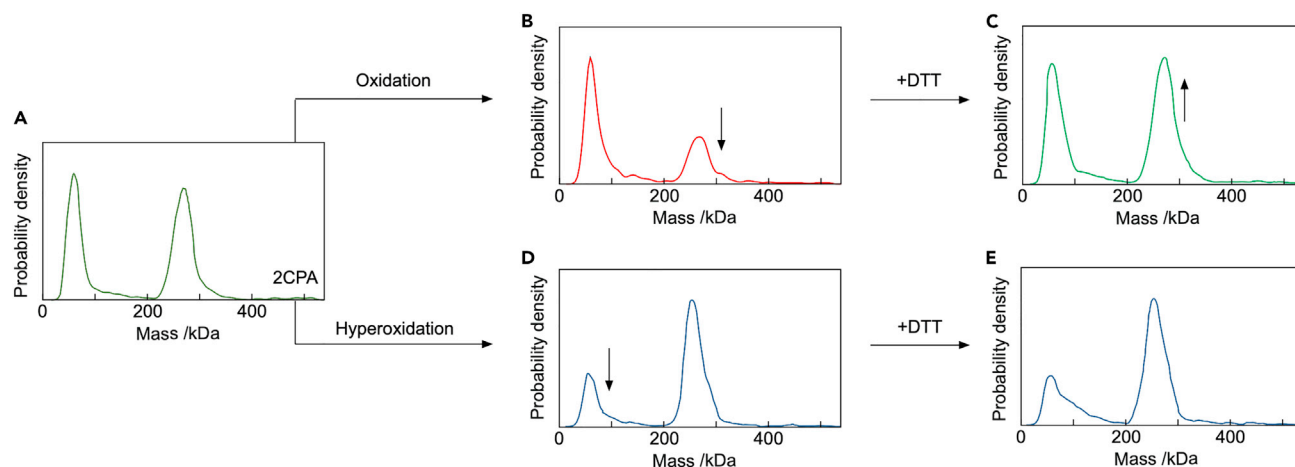 A
Probability density
2CPA
0 200 400
Mass /kDa
Oxidation
Hyperoxidation
B
Probability density
0 200 400
Mass /kDa
+DTT
C
Probability density
0 200 400
Mass /kDa
D
Probability density
0 200 400
Mass /kDa
+DTT
E
Probability density
0 200 400
Mass /kDa